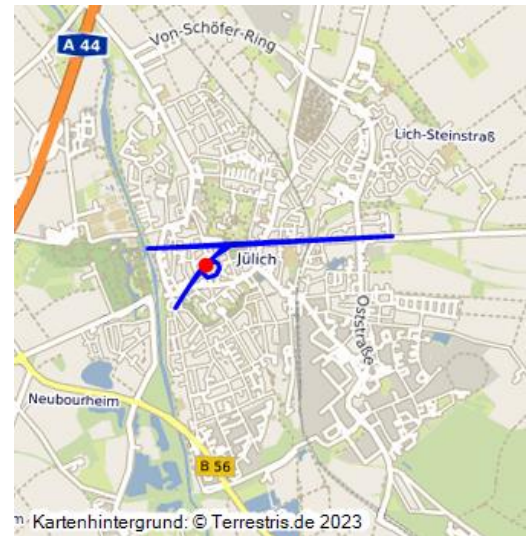 Von-Schöfer-Ring
A 44
Lich-Steinstraß
Jülich
Oststraße
Neubourheim
B 56
m
Kartenhintergrund: © Terrestris.de 2023